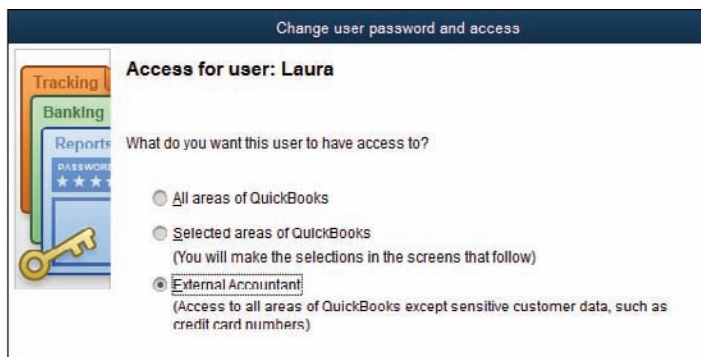 Change user password and access
Access for user: Laura
Tracking
Banking
Reports
What do you want this user to have access to?
PASSWORD
★★★★
All areas of QuickBooks
Selected areas of QuickBooks
(You will make the selections in the screens that follow)
External Accountant
(Access to all areas of QuickBooks except sensitive customer data, such as
credit card numbers)